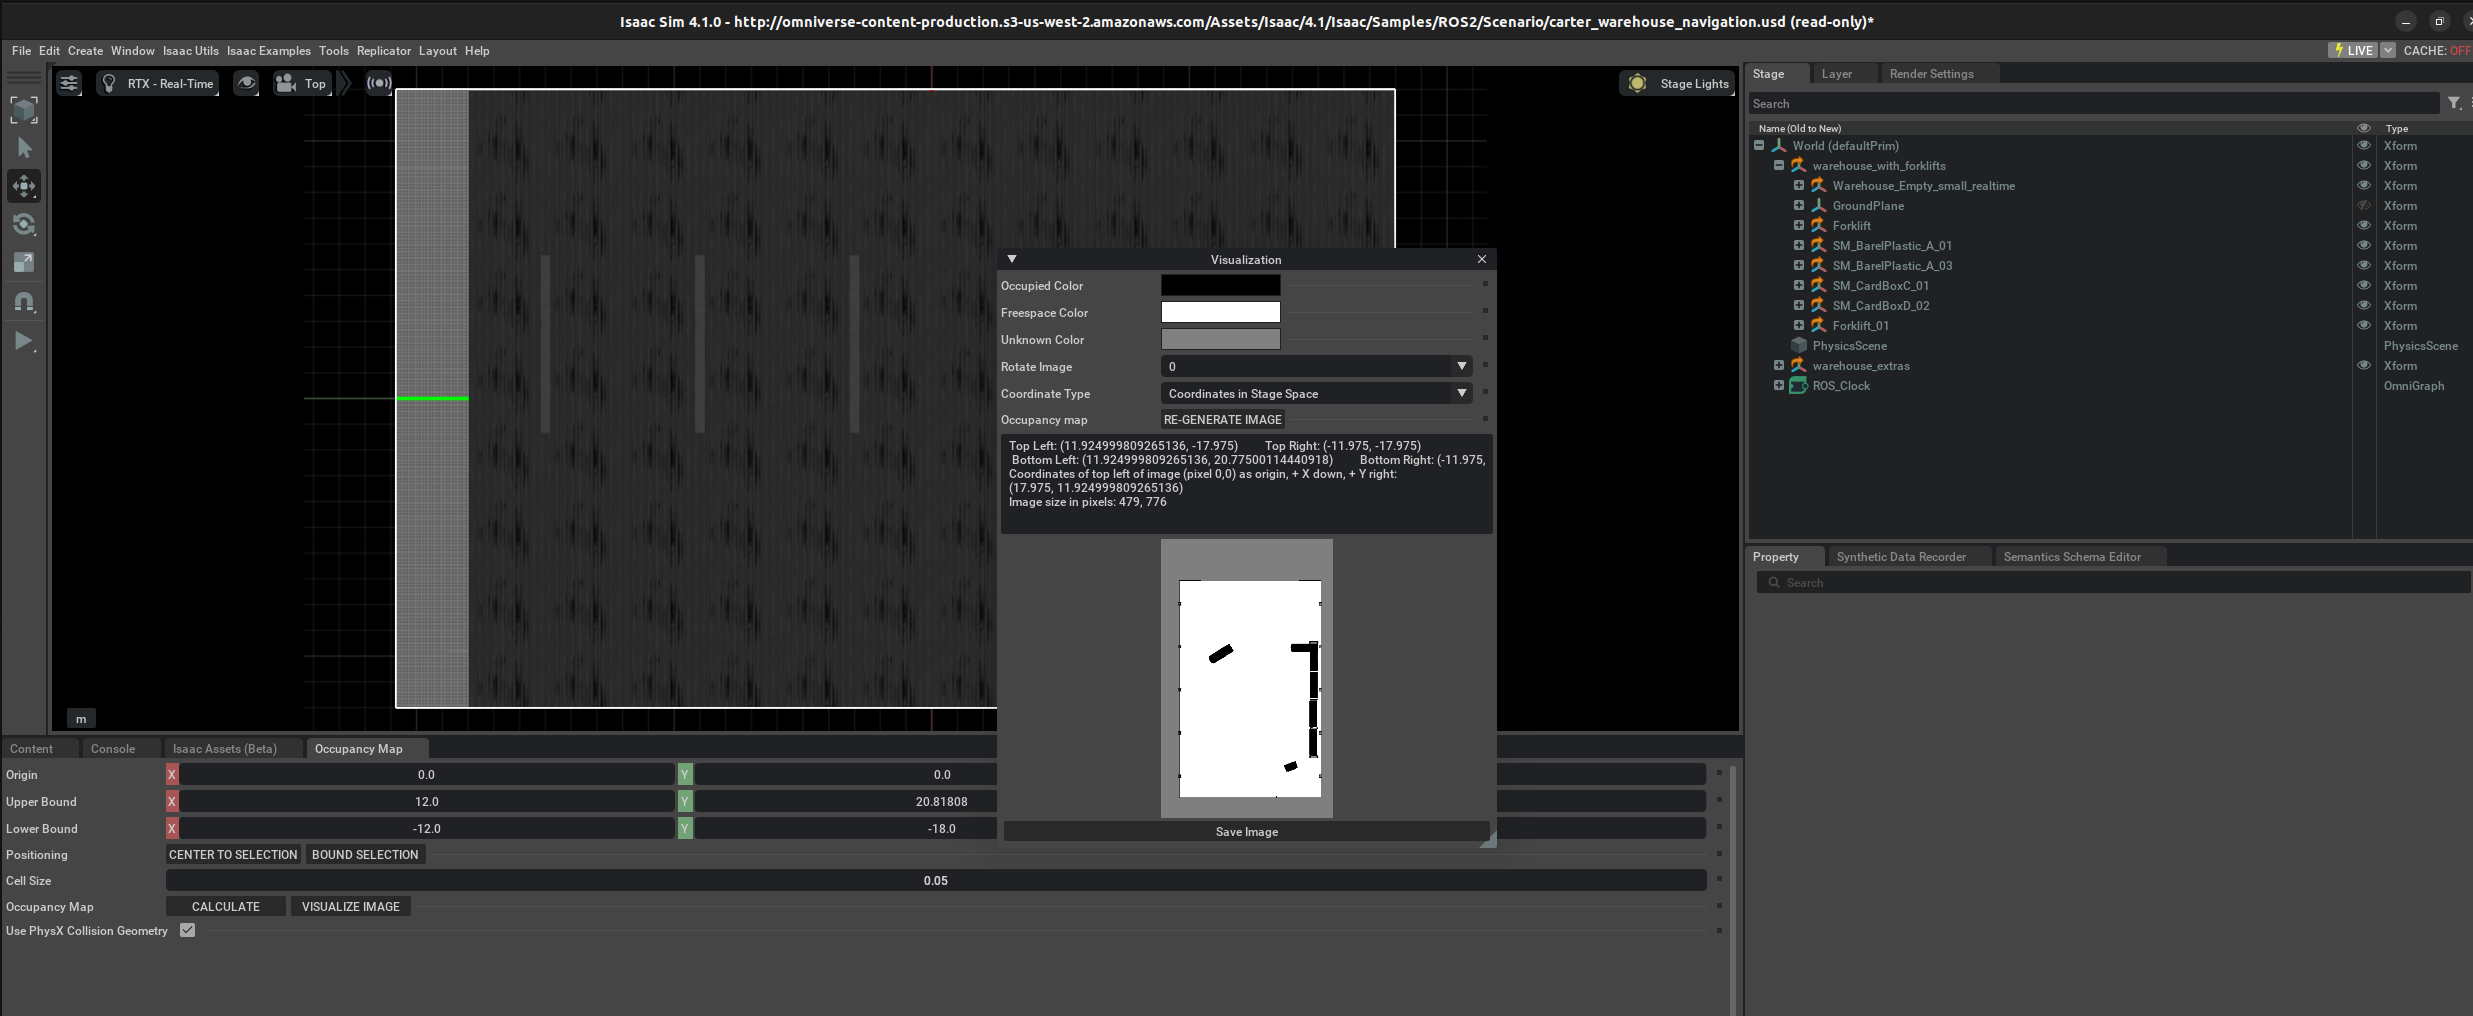 Isaac Sim 4.1.0 - http://omniverse-content-production.s3-us-west-2.amazonaws.com/Assets/Isaac/4.1/Isaac/Samples/ROS2/Scenario/carter_warehouse_navigation.usd (read-only)*
File Edit Create Window Isaac Utils Isaac Examples Tools Replicator Layout Help
LIVE CACHE: OFF
RTX - Real-Time
Top
Stage Lights
m
Stage Layer Render Settings
Search
Name (Old to New) Type
World (defaultPrim) Xform
warehouse_with_forklifts Xform
Warehouse_Empty_small_realtime Xform
GroundPlane Xform
Forklift Xform
SM_BarelPlastic_A_01 Xform
SM_BarelPlastic_A_03 Xform
SM_CardBoxC_01 Xform
SM_CardBoxD_02 Xform
Forklift_01 Xform
PhysicsScene PhysicsScene
warehouse_extras Xform
ROS_Clock OmniGraph
Property Synthetic Data Recorder Semantics Schema Editor
Search
Visualization
Occupied Color
Freespace Color
Unknown Color
Rotate Image 0
Coordinate Type Coordinates in Stage Space
Occupancy map RE-GENERATE IMAGE
Top Left: (11.924999809265136, -17.975) Top Right: (-11.975, -17.975)
Bottom Left: (11.924999809265136, 20.77500114440918) Bottom Right: (-11.975,
Coordinates of top left of image (pixel 0,0) as origin, + X down, + Y right:
(17.975, 11.924999809265136)
Image size in pixels: 479, 776
Save Image
Content Console Isaac Assets (Beta) Occupancy Map
Origin X 0.0 Y 0.0
Upper Bound X 12.0 Y 20.81808
Lower Bound X -12.0 Y -18.0
Positioning CENTER TO SELECTION BOUND SELECTION
Cell Size 0.05
Occupancy Map CALCULATE VISUALIZE IMAGE
Use PhysX Collision Geometry